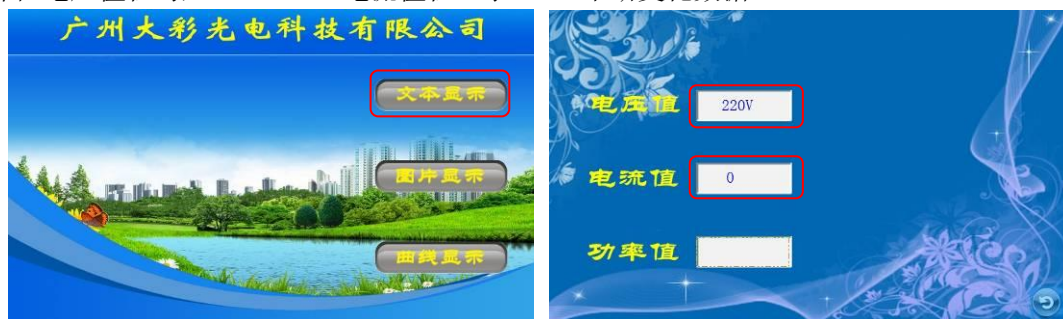 广州大彩光电科技有限公司
文本显示
图片显示
曲线显示
电压值 220V
电流值 0
功率值